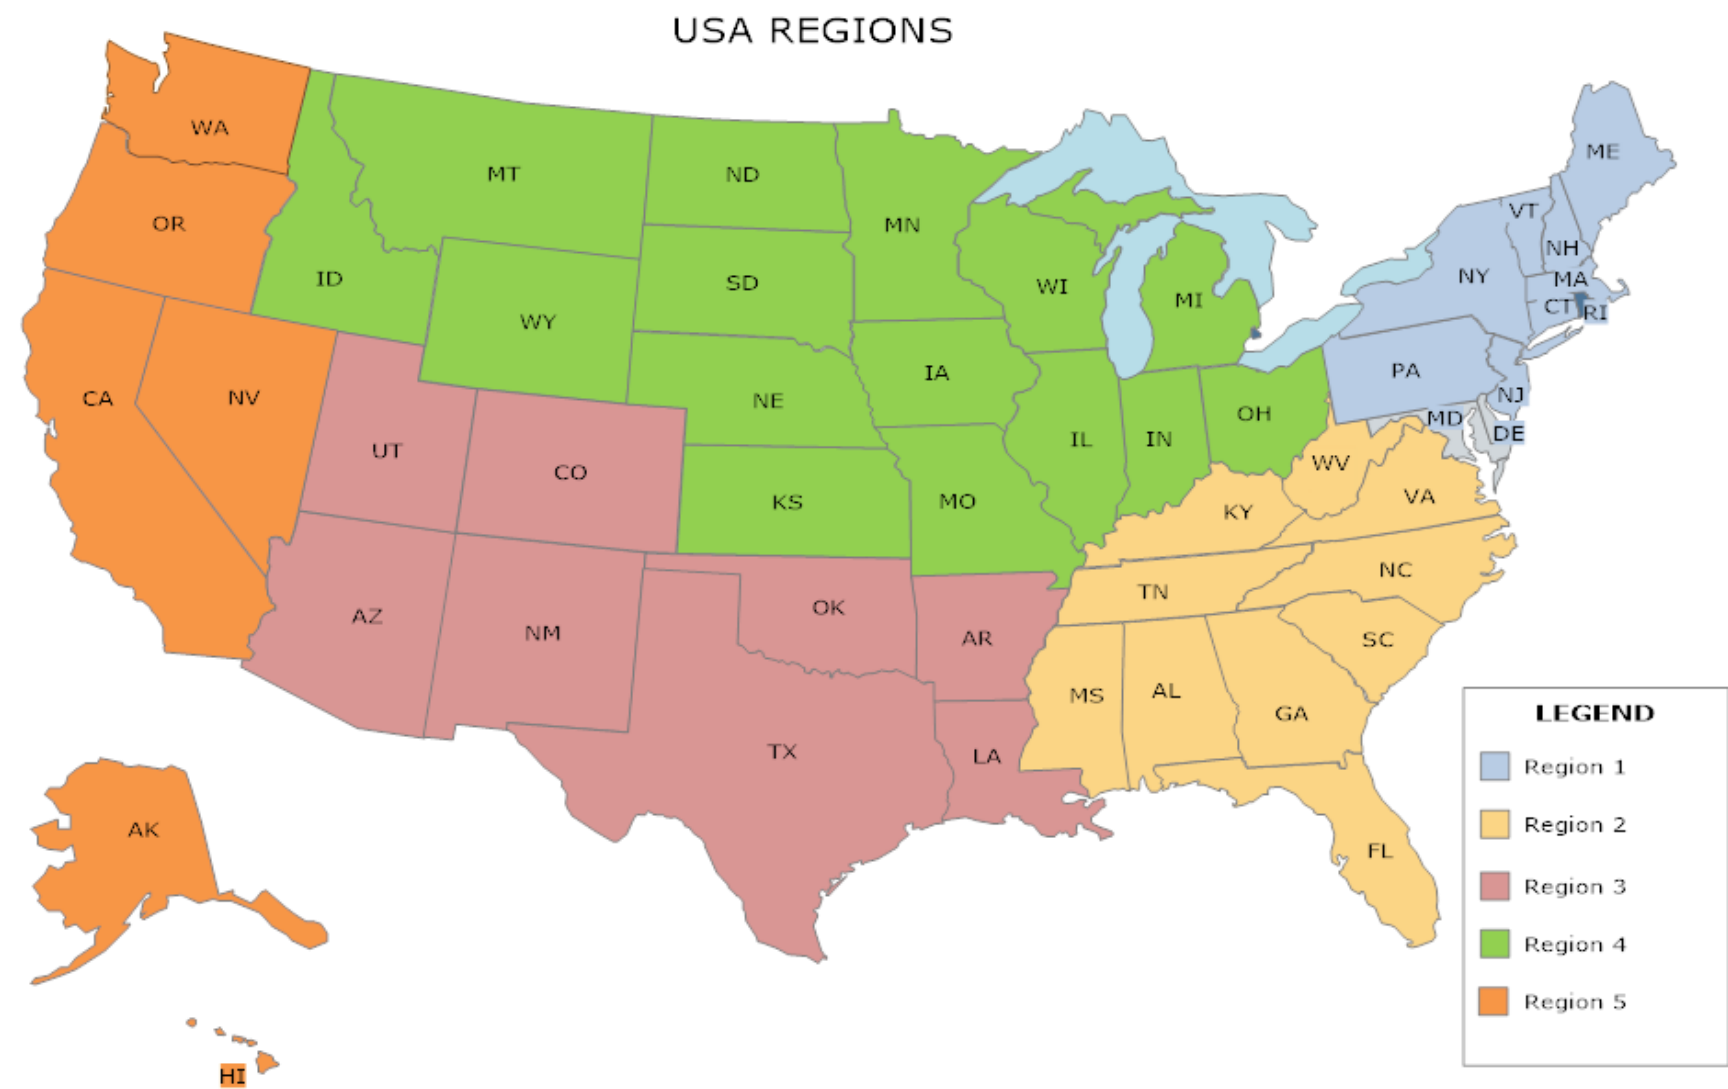 USA REGIONS
WA
OR
CA
NV
ID
MT
WY
UT
CO
AZ
NM
ND
SD
NE
KS
OK
TX
MN
IA
MO
AR
LA
WI
IL
MI
IN
OH
KY
TN
MS
AL
GA
FL
SC
NC
VA
WV
ME
VT
NH
NY
MA
CT
RI
PA
NJ
MD
DE
AK
HI
LEGEND
Region 1
Region 2
Region 3
Region 4
Region 5